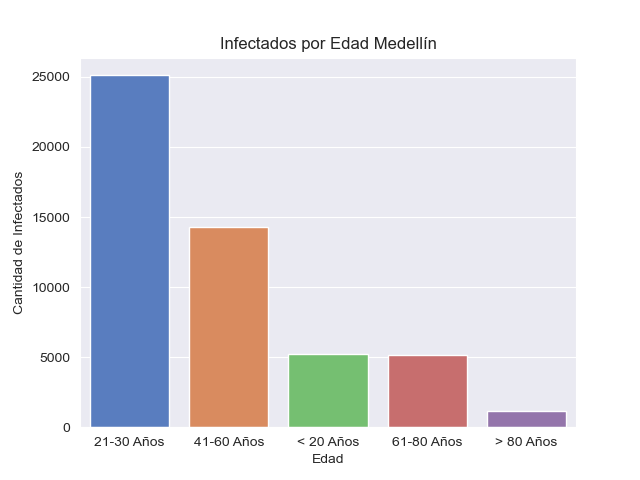 Infectados por Edad Medellín
Cantidad de Infectados
25000
20000
15000
10000
5000
0
21-30 Años
41-60 Años
< 20 Años
61-80 Años
> 80 Años
Edad